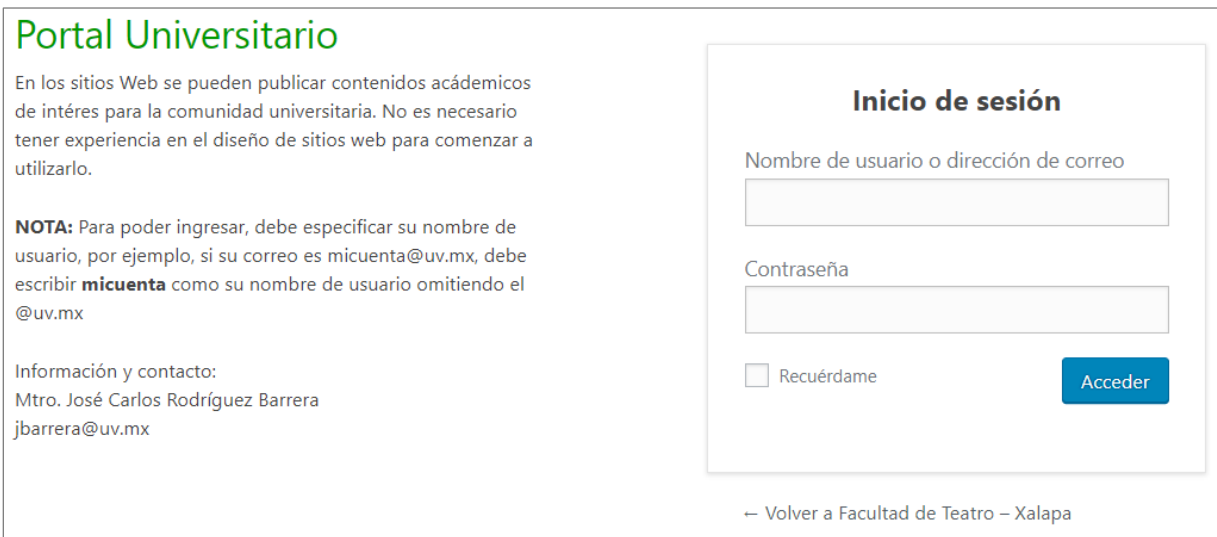 Portal Universitario
En los sitios Web se pueden publicar contenidos acádemicos
de intéres para la comunidad universitaria. No es necesario
tener experiencia en el diseño de sitios web para comenzar a
utilizarlo.
NOTA: Para poder ingresar, debe especificar su nombre de
usuario, por ejemplo, si su correo es micuenta@uv.mx, debe
escribir micuenta como su nombre de usuario omitiendo el
@uv.mx
Información y contacto:
Mtro. José Carlos Rodríguez Barrera
jbarrera@uv.mx
Inicio de sesión
Nombre de usuario o dirección de correo
Contraseña
Recuérdame
Acceder
← Volver a Facultad de Teatro – Xalapa